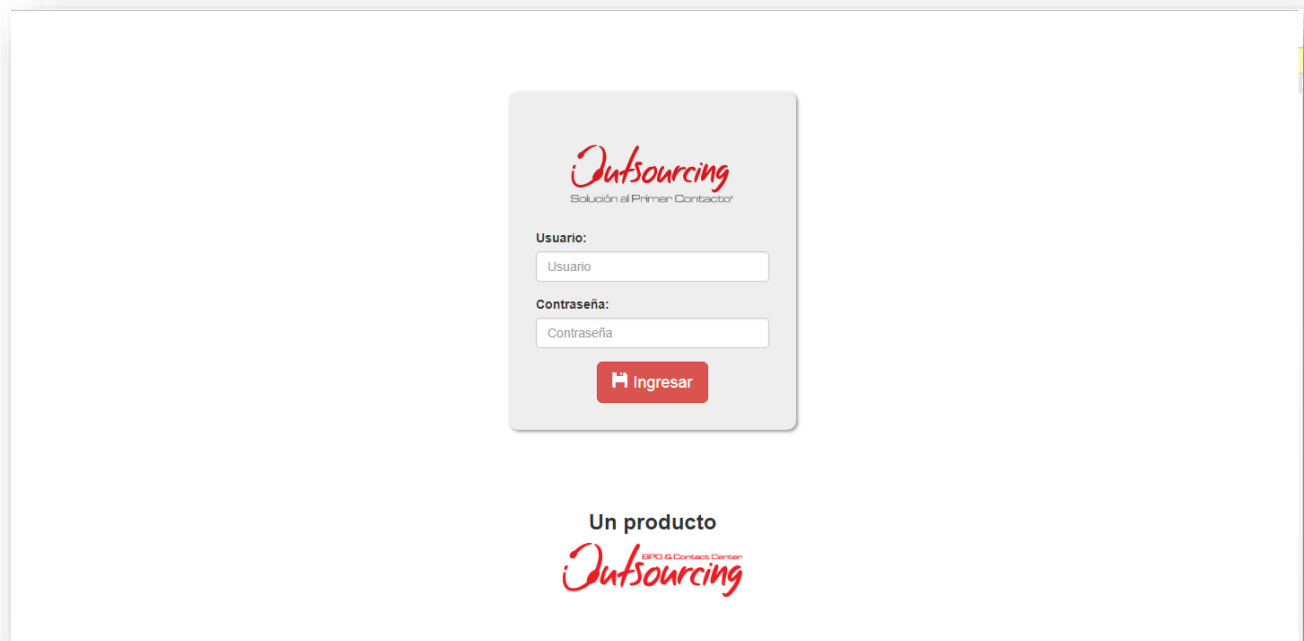 Outsourcing
Solución al Primer Contacto®
Usuario:
Usuario
Contraseña:
Contraseña
Ingresar
Un producto
BPO & Contact Center
Outsourcing